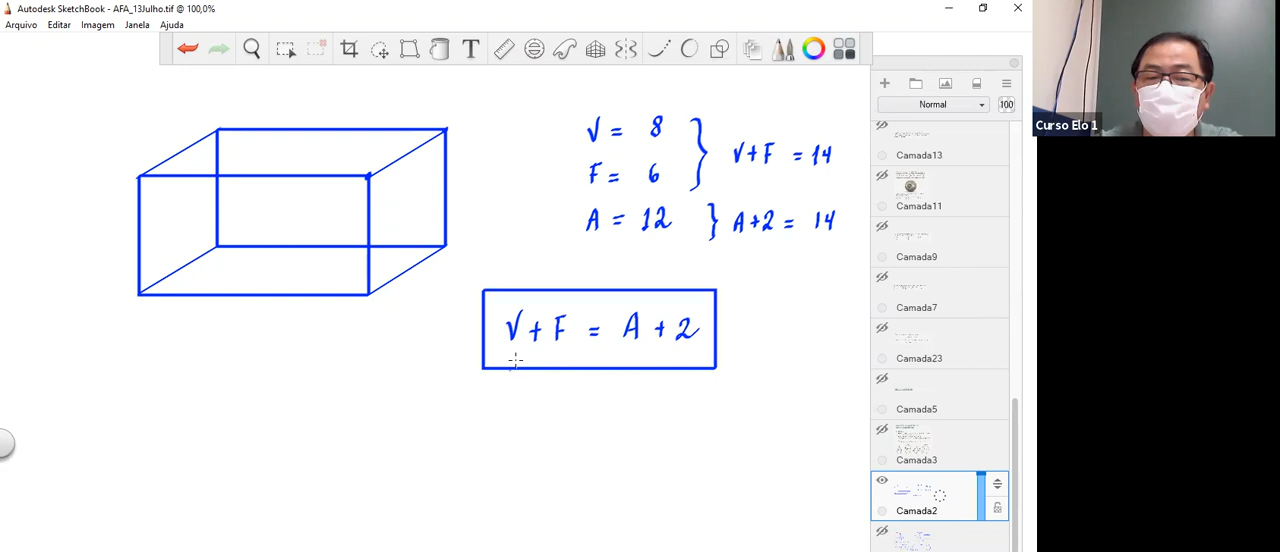 Autodesk SketchBook - AFA_13Julho.tif @ 100,0%
Arquivo Editar Imagem Janela Ajuda
T
Normal
100
Curso Elo 1
V = 8
F = 6
V+F = 14
A = 12
A+2 = 14
V+F = A+2
Camada13
Camada11
Camada9
Camada7
Camada23
Camada5
Camada3
Camada2